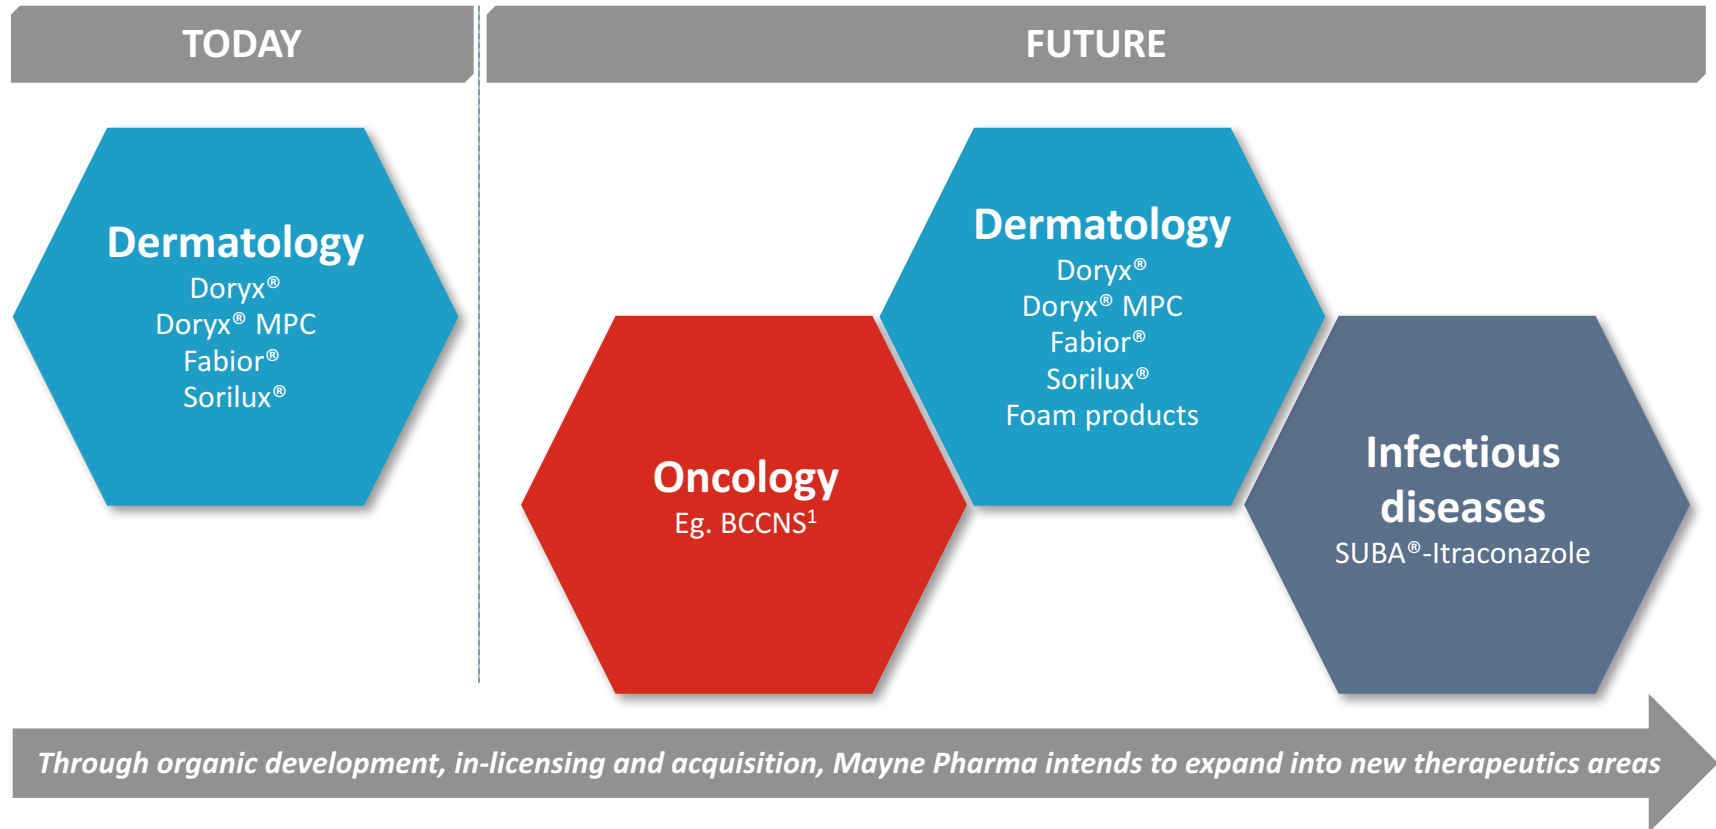 TODAY
FUTURE
Dermatology
Doryx®
Doryx® MPC
Fabior®
Sorilux®
Oncology
Eg. BCCNS¹
Dermatology
Doryx®
Doryx® MPC
Fabior®
Sorilux®
Foam products
Infectious
diseases
SUBA®-Itraconazole
Through organic development, in-licensing and acquisition, Mayne Pharma intends to expand into new therapeutics areas